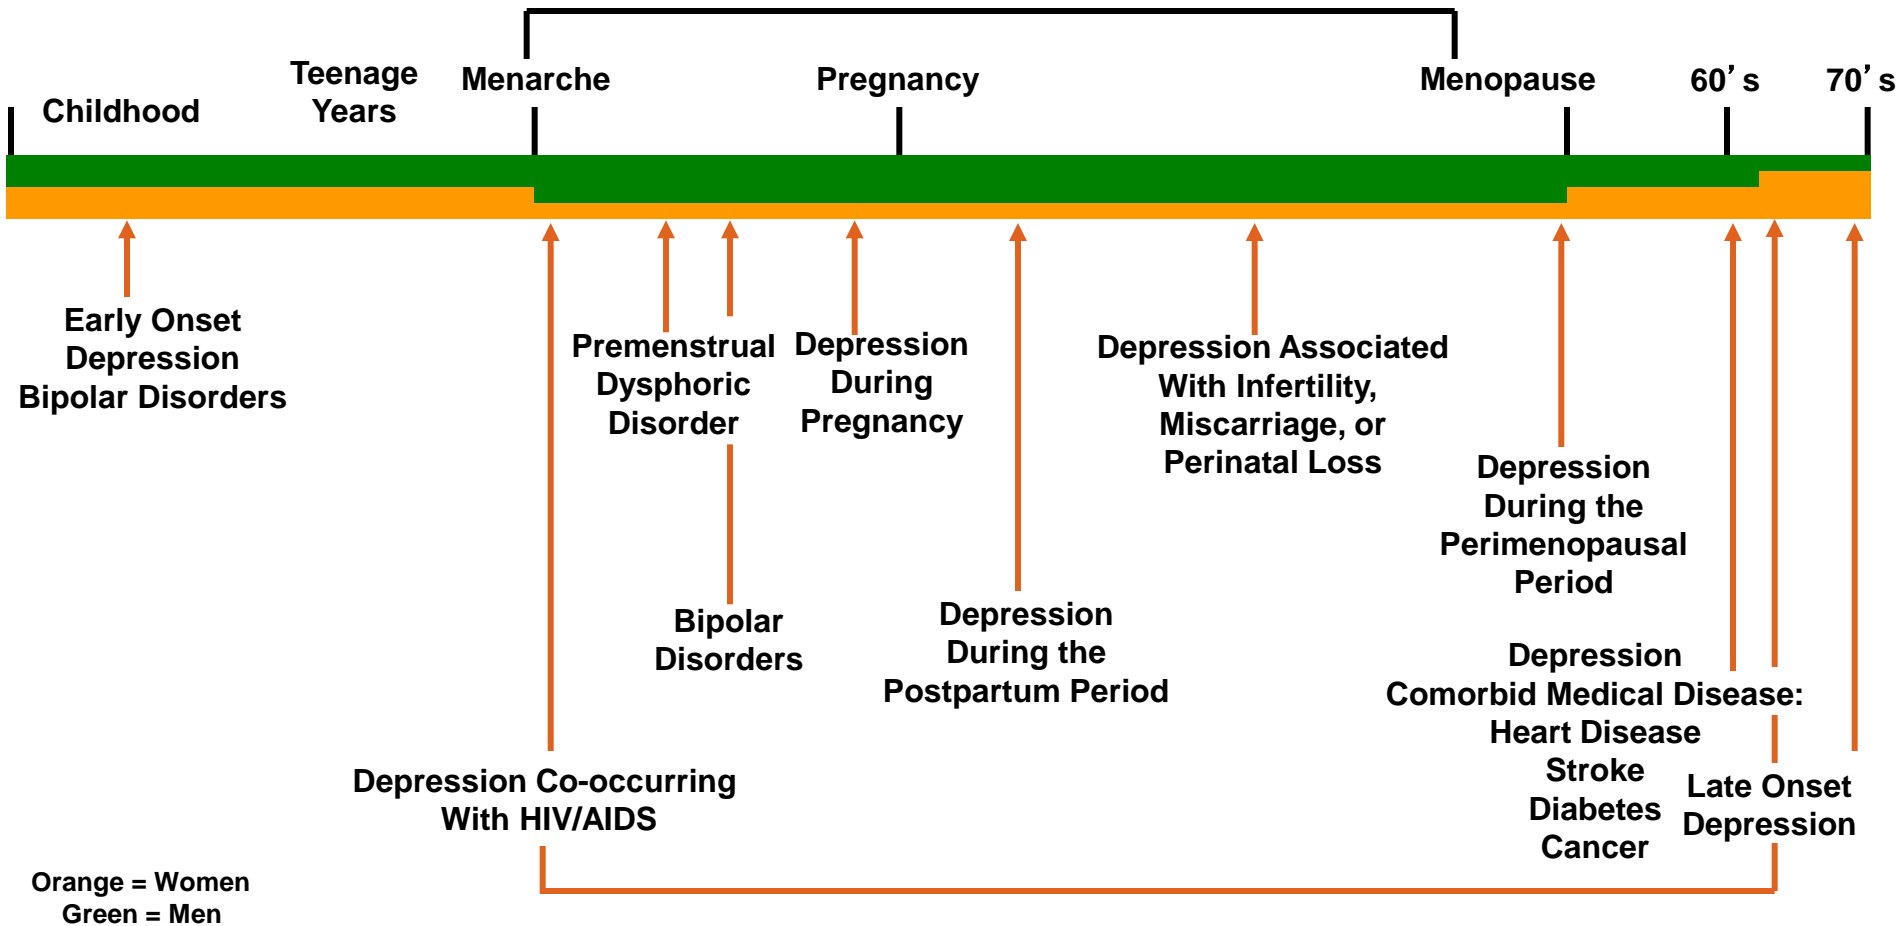 Childhood
Teenage
Years
Menarche
Pregnancy
Menopause
60’ s
70’ s
Early Onset
Depression
Bipolar Disorders
Premenstrual
Dysphoric
Disorder
Depression
During
Pregnancy
Depression Associated
With Infertility,
Miscarriage, or
Perinatal Loss
Depression
During the
Perimenopausal
Period
Bipolar
Disorders
Depression
During the
Postpartum Period
Depression
Comorbid Medical Disease:
Heart Disease
Stroke
Diabetes
Cancer
Late Onset
Depression
Depression Co-occurring
With HIV/AIDS
Orange = Women
Green = Men